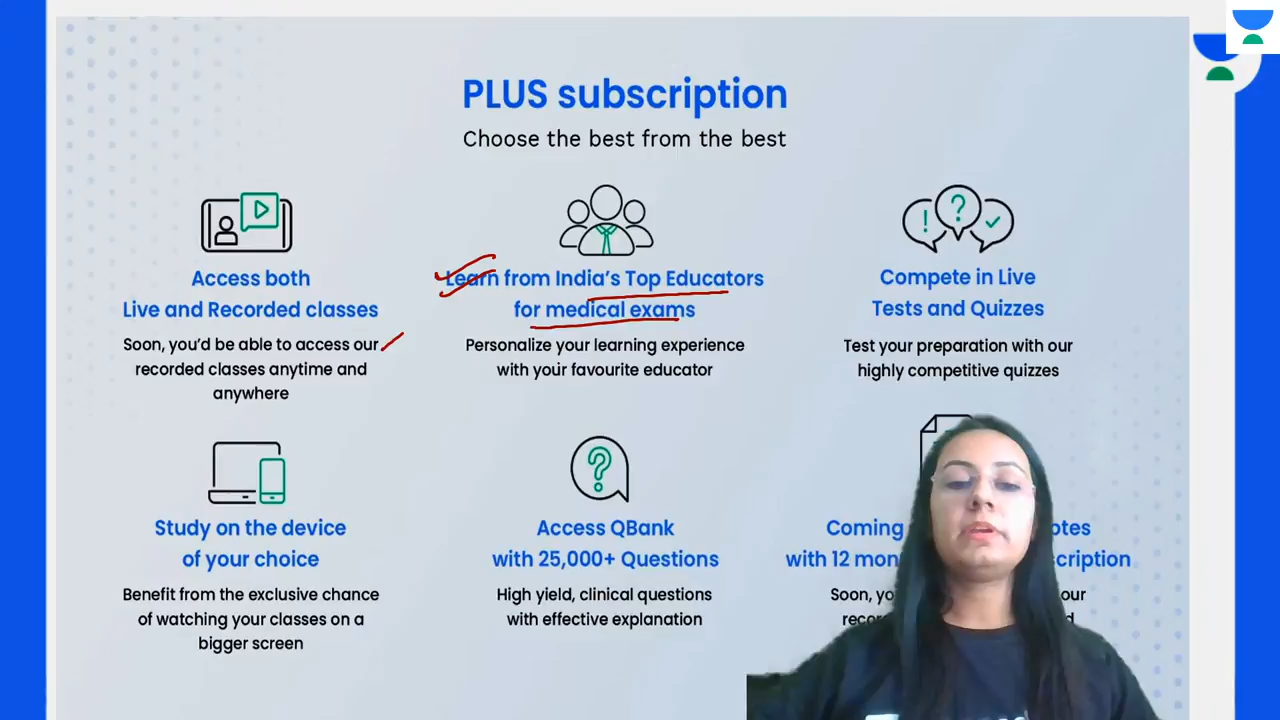 PLUS subscription
Choose the best from the best
Access both
Live and Recorded classes
Soon, you'd be able to access our
recorded classes anytime and
anywhere
Learn from India's Top Educators
for medical exams
Personalize your learning experience
with your favourite educator
Compete in Live
Tests and Quizzes
Test your preparation with our
highly competitive quizzes
Study on the device
of your choice
Benefit from the exclusive chance
of watching your classes on a
bigger screen
Access QBank
with 25,000+ Questions
High yield, clinical questions
with effective explanation
Coming
with 12
Soon,
our